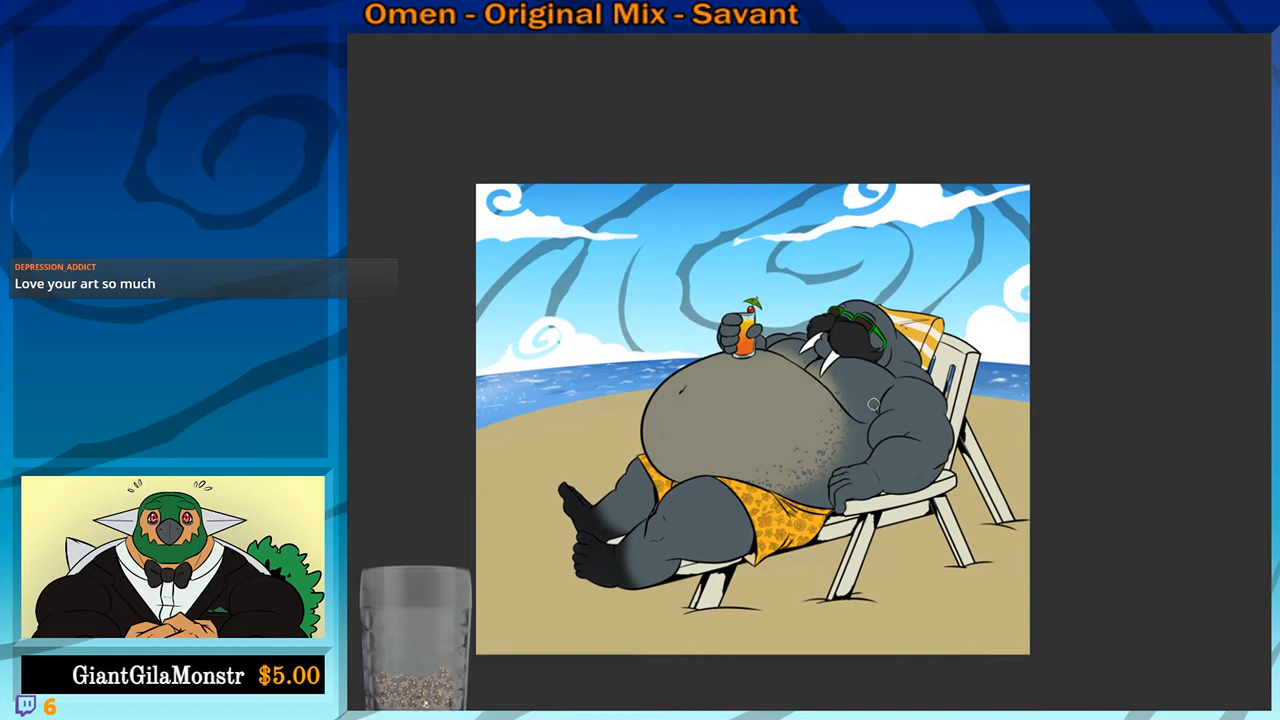 Omen - Original Mix - Savant
DEPRESSION_ADDICT
Love your art so much
GiantGilaMonstr $5.00
6